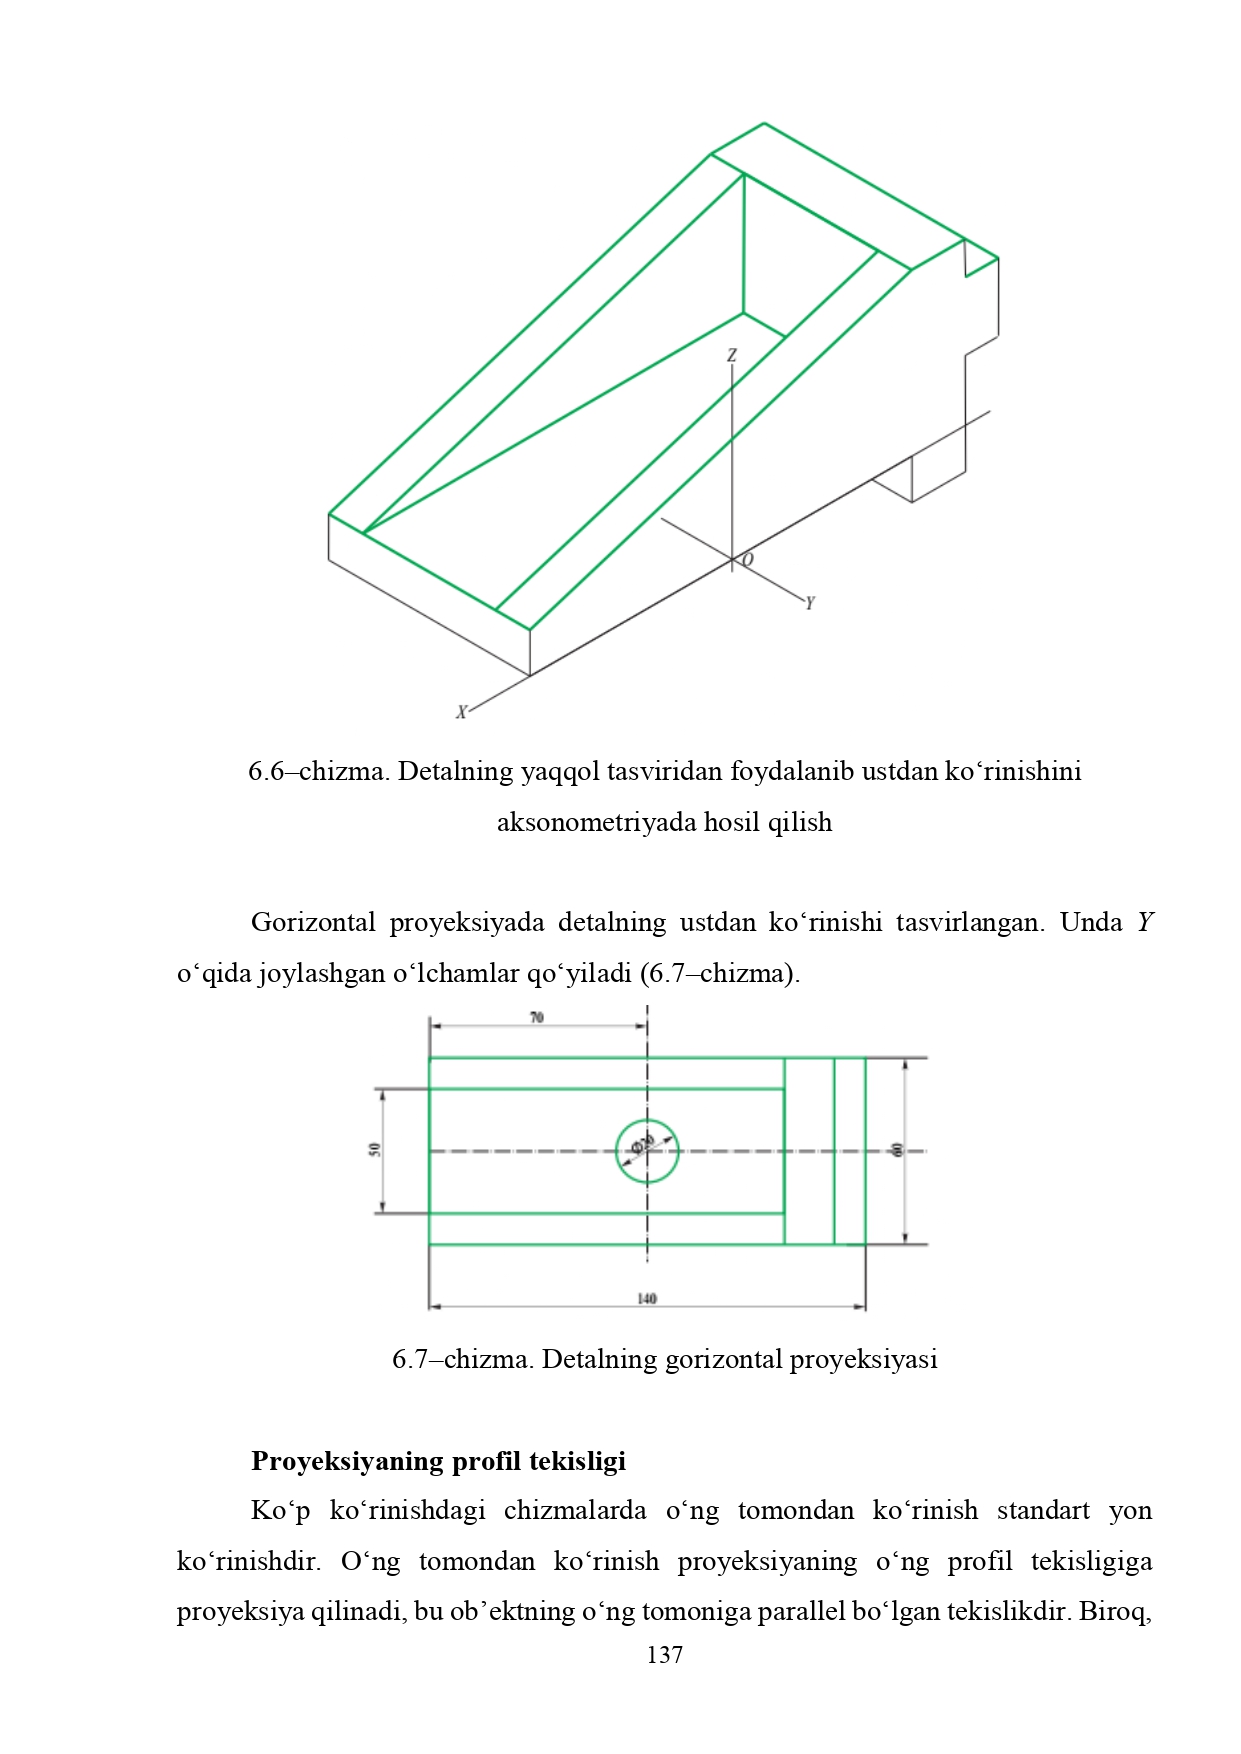 Z
O
Y
X
6.6–chizma. Detalning yaqqol tasviridan foydalanib ustdan ko‘rinishini
aksonometriyada hosil qilish
Gorizontal proyeksiyada detalning ustdan ko‘rinishi tasvirlangan. Unda Y
o‘qida joylashgan o‘lchamlar qo‘yiladi (6.7–chizma).
70
50
Ø20
60
140
6.7–chizma. Detalning gorizontal proyeksiyasi
Proyeksiyaning profil tekisligi
Ko‘p ko‘rinishdagi chizmalarda o‘ng tomondan ko‘rinish standart yon
ko‘rinishdir. O‘ng tomondan ko‘rinish proyeksiyaning o‘ng profil tekisligiga
proyeksiya qilinadi, bu ob’ektning o‘ng tomoniga parallel bo‘lgan tekislikdir. Biroq,
137